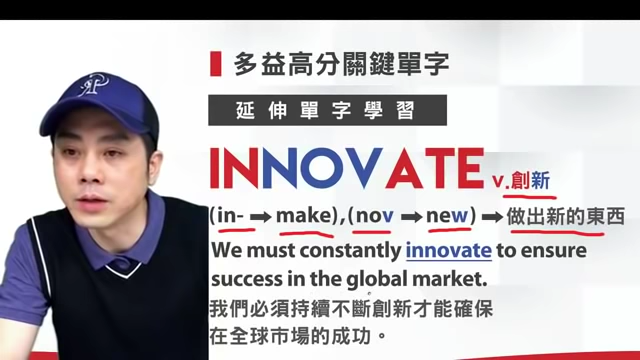 多益高分關鍵單字
延伸單字學習
INNOVATE v.創新
(in- → make),(nov → new) → 做出新的東西
We must constantly innovate to ensure
success in the global market.
我們必須持續不斷創新才能確保
在全球市場的成功。